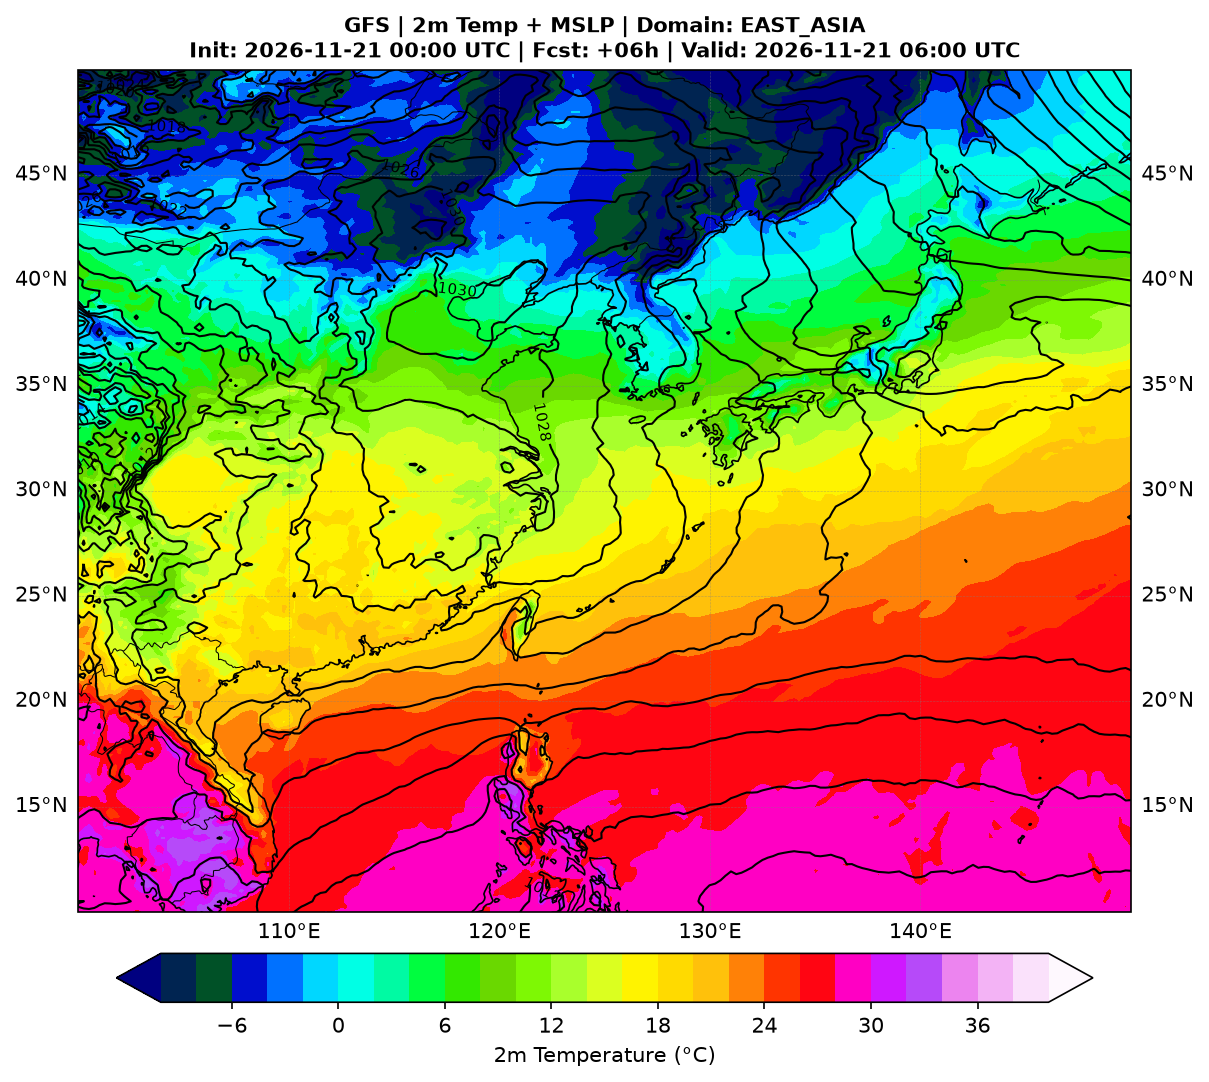 GFS | 2m Temp + MSLP | Domain: EAST_ASIA
Init: 2026-11-21 00:00 UTC | Fcst: +06h | Valid: 2026-11-21 06:00 UTC
45°N
45°N
40°N
40°N
35°N
35°N
30°N
30°N
25°N
25°N
20°N
20°N
15°N
15°N
1026
1022
1030
1030
1028
110°E
120°E
130°E
140°E
−6
0
6
12
18
24
30
36
2m Temperature (°C)